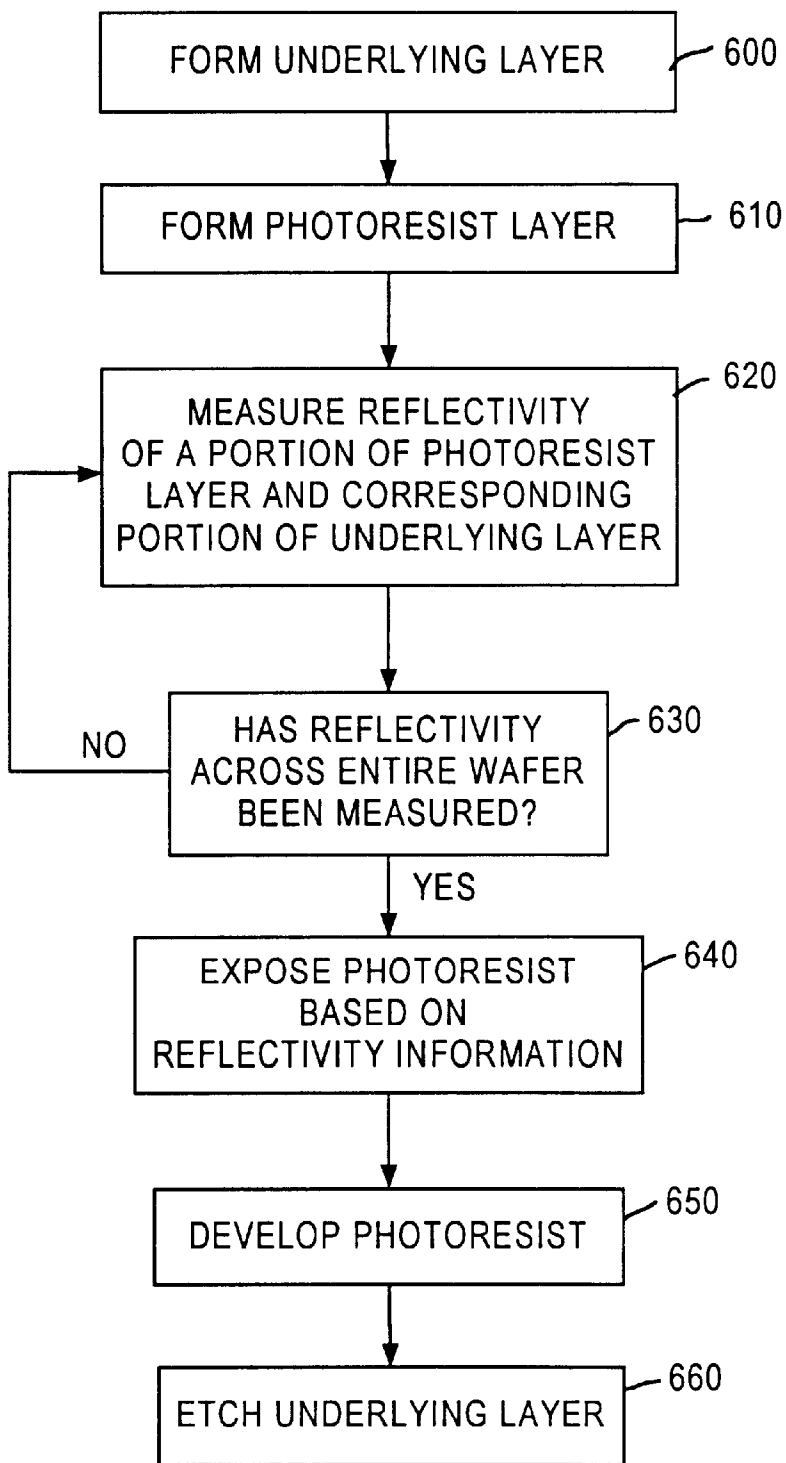 FORM UNDERLYING LAYER
600
FORM PHOTORESIST LAYER
610
MEASURE REFLECTIVITY
OF A PORTION OF PHOTORESIST
LAYER AND CORRESPONDING
PORTION OF UNDERLYING LAYER
620
HAS REFLECTIVITY
ACROSS ENTIRE WAFER
BEEN MEASURED?
630
NO
YES
EXPOSE PHOTORESIST
BASED ON
REFLECTIVITY INFORMATION
640
DEVELOP PHOTORESIST
650
ETCH UNDERLYING LAYER
660